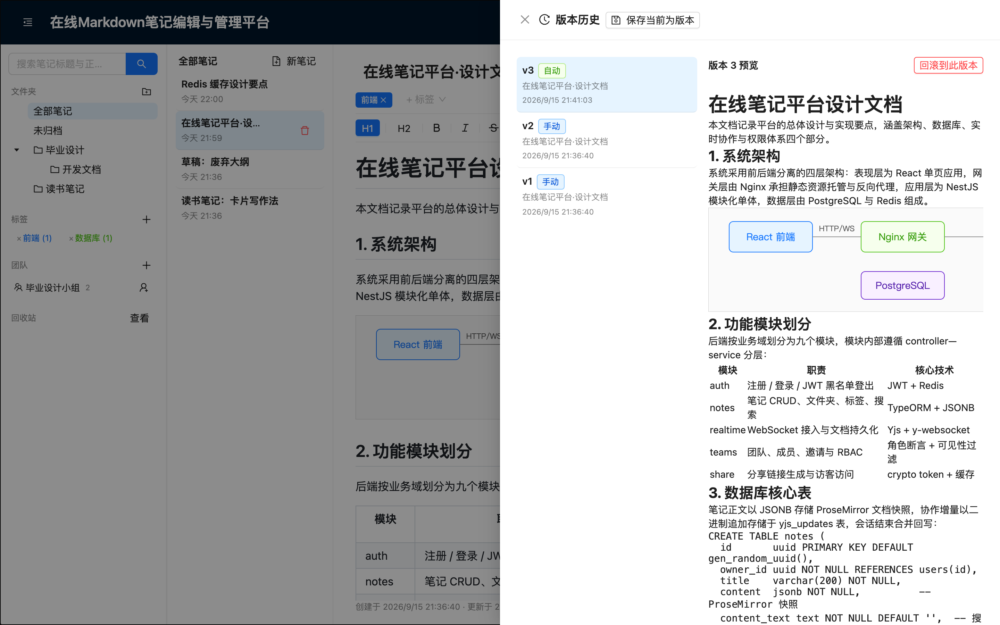 在线Markdown笔记编辑与管理平台
搜索笔记标题与正...
文件夹
全部笔记
未归档
毕业设计
开发文档
读书笔记
标签
×前端 (1) ×数据库 (1)
团队
毕业设计小组 2
回收站 查看
全部笔记 新笔记
Redis 缓存设计要点
今天 22:00
在线笔记平台·设...
今天 21:59
草稿：废弃大纲
今天 21:36
读书笔记：卡片写作法
今天 21:36
在线笔记平台·设计文
前端 × + 标签
H1 H2 B I S
在线笔记平台设
本文档记录平台的总体设计与
1. 系统架构
系统采用前后端分离的四层架
NestJS 模块化单体，数据层由
React 前端 HTTP/WS
2. 功能模块划分
后端按业务域划分为九个模块
模块
auth 注册 / 登录 / JW
notes 笔记 CRUD、文
创建于 2026/9/15 21:36:40 · 更新于 2
版本历史 保存当前为版本
v3 自动
在线笔记平台·设计文档
2026/9/15 21:41:03
v2 手动
在线笔记平台·设计文档
2026/9/15 21:36:40
v1 手动
在线笔记平台·设计文档
2026/9/15 21:36:40
版本 3 预览 回滚到此版本
在线笔记平台设计文档
本文档记录平台的总体设计与实现要点，涵盖架构、数据库、实
时协作与权限体系四个部分。
1. 系统架构
系统采用前后端分离的四层架构：表现层为 React 单页应用，网
关层由 Nginx 承担静态资源托管与反向代理，应用层为 NestJS
模块化单体，数据层由 PostgreSQL 与 Redis 组成。
React 前端 HTTP/WS Nginx 网关
PostgreSQL
2. 功能模块划分
后端按业务域划分为九个模块，模块内部遵循 controller—
service 分层：
模块 职责 核心技术
auth 注册 / 登录 / JWT 黑名单登出 JWT + Redis
notes 笔记 CRUD、文件夹、标签、搜
索 TypeORM + JSONB
realtime WebSocket 接入与文档持久化 Yjs + y-websocket
teams 团队、成员、邀请与 RBAC 角色断言 + 可见性过
滤
share 分享链接生成与访客访问 crypto token + 缓存
3. 数据库核心表
笔记正文以 JSONB 存储 ProseMirror 文档快照，协作增量以二
进制追加存储于 yjs_updates 表，会话结束合并回写：
CREATE TABLE notes (
  id       uuid PRIMARY KEY DEFAULT
gen_random_uuid(),
  owner_id uuid NOT NULL REFERENCES users(id),
  title    varchar(200) NOT NULL,
  content  jsonb NOT NULL,          --
ProseMirror 快照
  content_text text NOT NULL DEFAULT '',  -- 搜